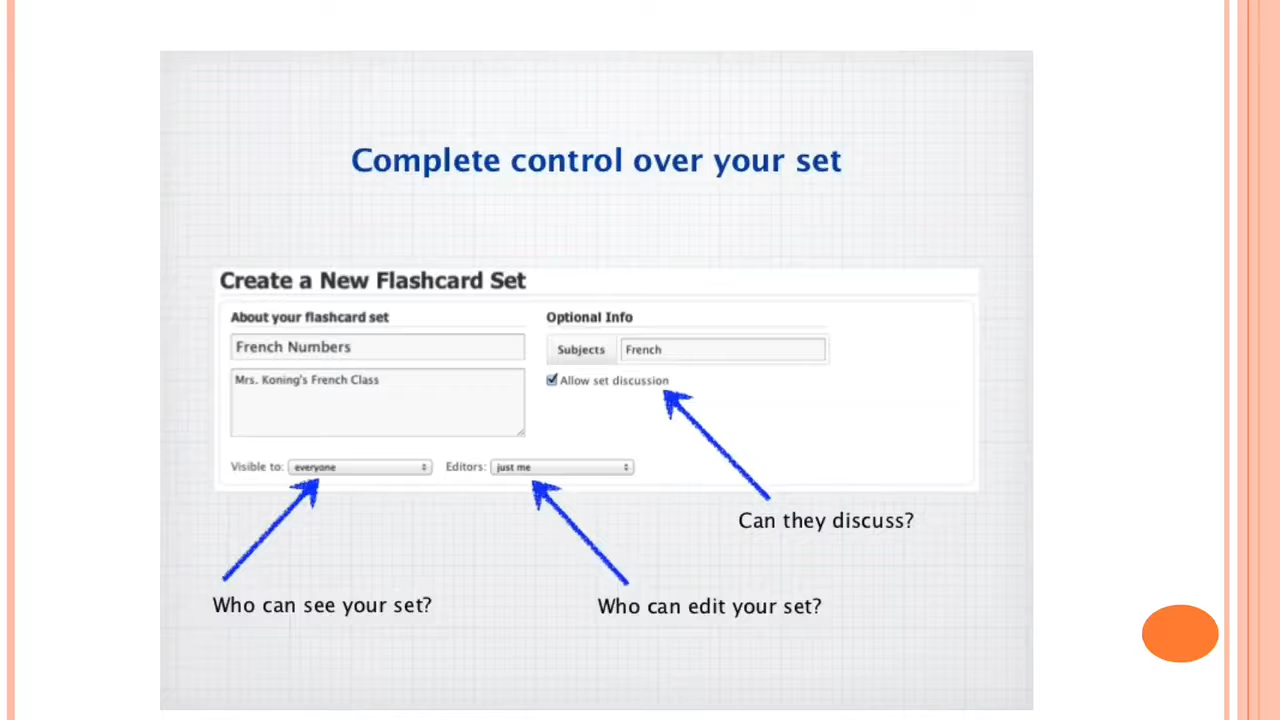 Complete control over your set
Create a New Flashcard Set
About your flashcard set
Optional Info
French Numbers
Subjects French
Mrs. Koning's French Class
Allow set discussion
Visible to: everyone Editors: just me
Can they discuss?
Who can see your set?
Who can edit your set?